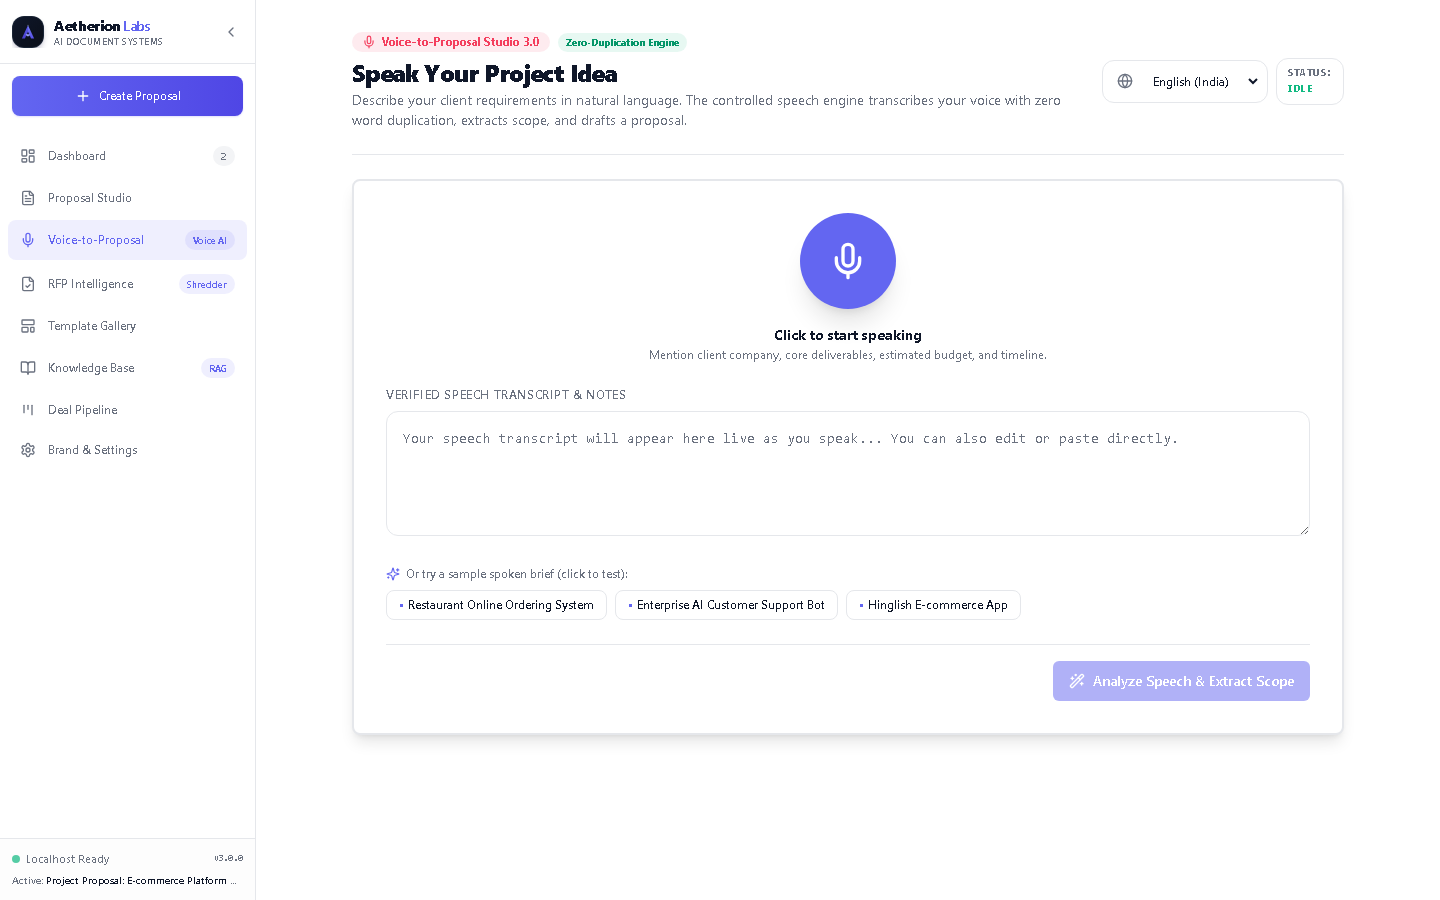 Aetherion Labs
AI DOCUMENT SYSTEMS
Create Proposal
Dashboard 2
Proposal Studio
Voice-to-Proposal Voice AI
RFP Intelligence Shredder
Template Gallery
Knowledge Base RAG
Deal Pipeline
Brand & Settings
Localhost Ready v3.0.0
Active: Project Proposal: E-commerce Platform ...
Voice-to-Proposal Studio 3.0 Zero-Duplication Engine
Speak Your Project Idea
Describe your client requirements in natural language. The controlled speech engine transcribes your voice with zero
word duplication, extracts scope, and drafts a proposal.
English (India)
STATUS:
IDLE
Click to start speaking
Mention client company, core deliverables, estimated budget, and timeline.
VERIFIED SPEECH TRANSCRIPT & NOTES
Your speech transcript will appear here live as you speak... You can also edit or paste directly.
Or try a sample spoken brief (click to test):
• Restaurant Online Ordering System • Enterprise AI Customer Support Bot • Hinglish E-commerce App
Analyze Speech & Extract Scope